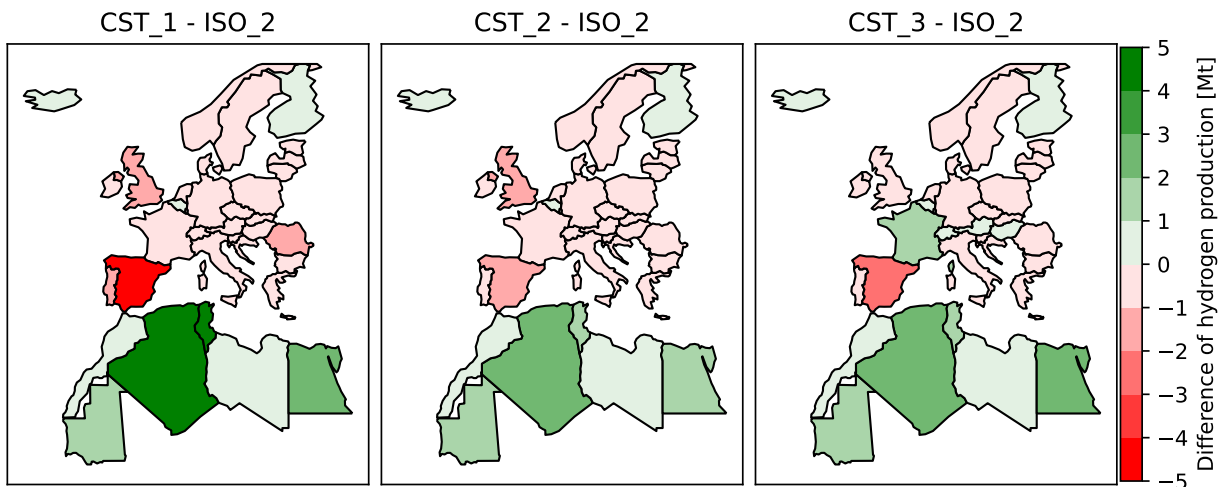 CST_1 - ISO_2
CST_2 - ISO_2
CST_3 - ISO_2
5
4
3
2
1
0
−1
−2
−3
−4
−5
Difference of hydrogen production [Mt]